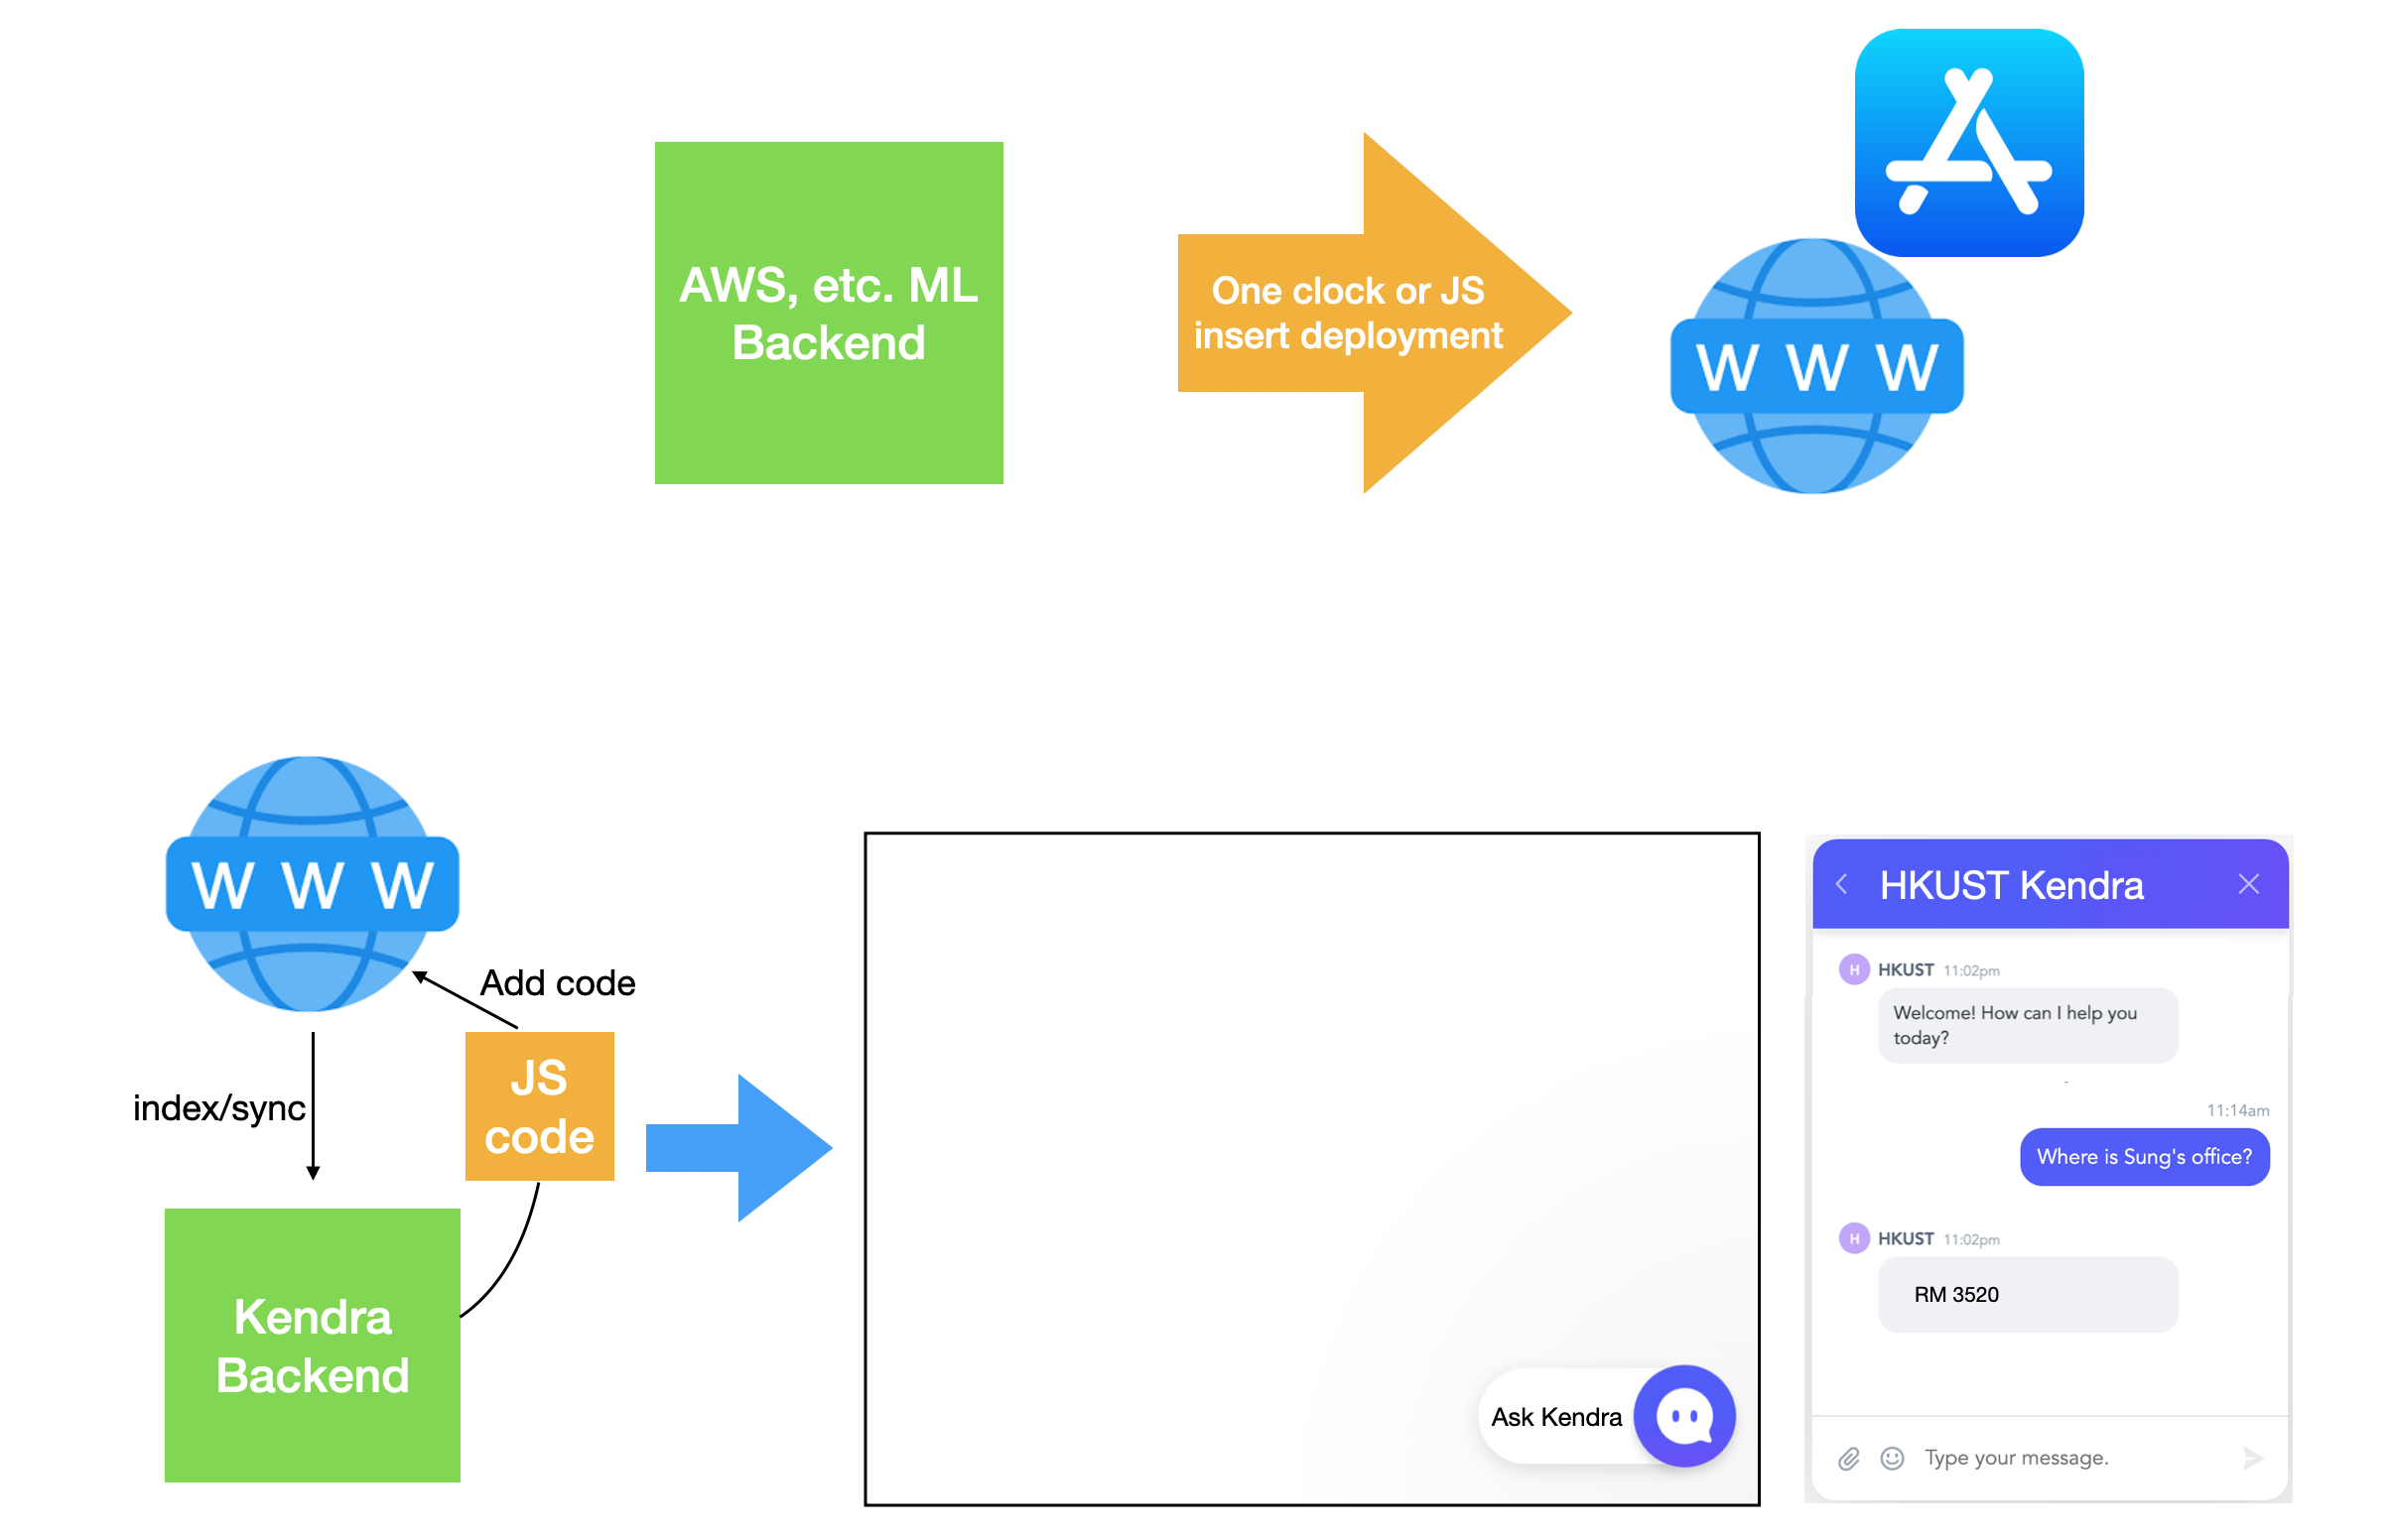 AWS, etc. ML
Backend
One clock or JS
insert deployment
W W W
W W W
Add code
index/sync
JS
code
Kendra
Backend
Ask Kendra
HKUST Kendra
H HKUST 11:02pm
Welcome! How can I help you
today?
-
11:14am
Where is Sung's office?
H HKUST 11:02pm
RM 3520
Type your message.